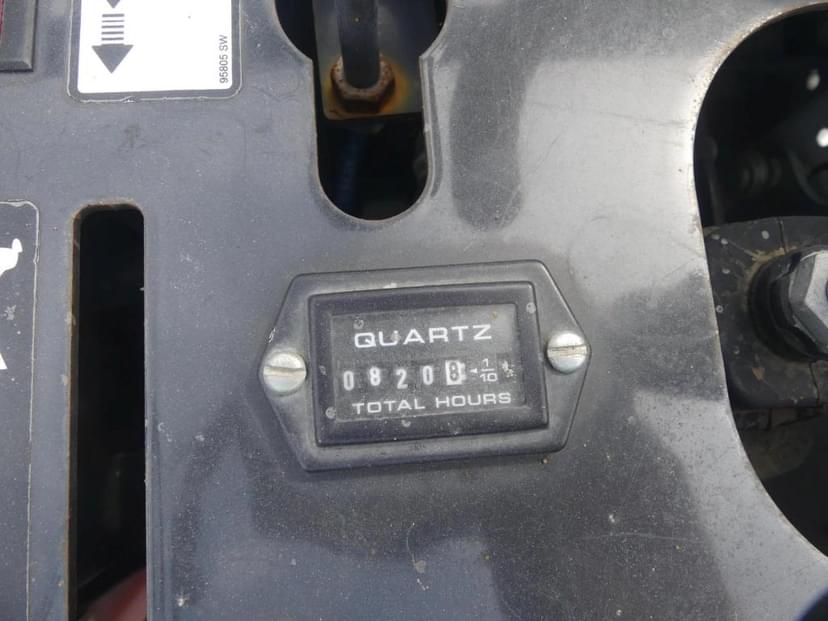 95805 SW
QUARTZ
0 8 2 0 8 1/10
TOTAL HOURS